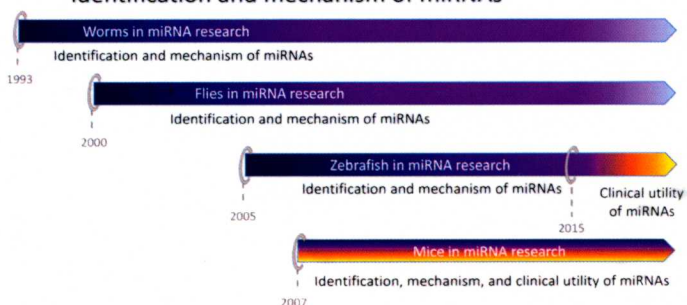 Identification and mechanism of miRNAs
Worms in miRNA research
Identification and mechanism of miRNAs
1993
Flies in miRNA research
Identification and mechanism of miRNAs
2000
Zebrafish in miRNA research
Identification and mechanism of miRNAs
Clinical utility
of miRNAs
2005
2015
Mice in miRNA research
Identification, mechanism, and clinical utility of miRNAs
2007